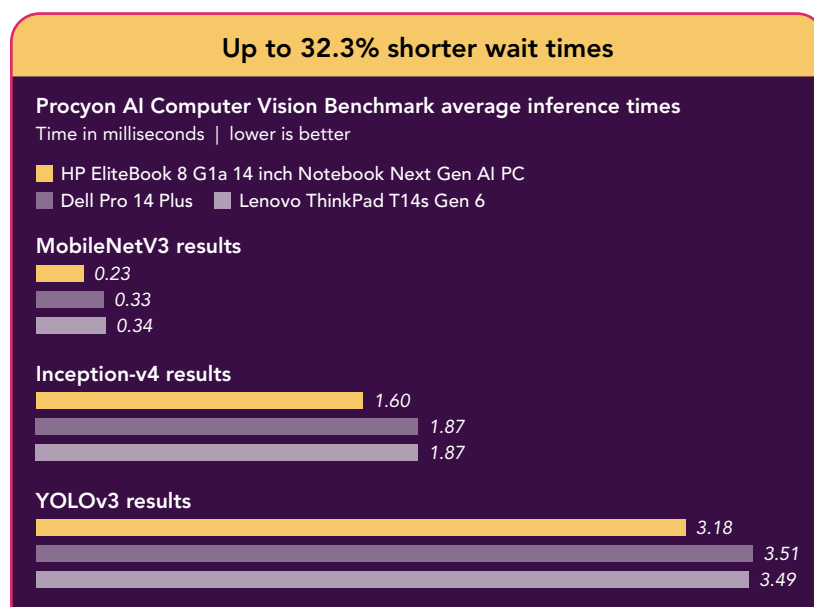 Up to 32.3% shorter wait times
Procyon AI Computer Vision Benchmark average inference times
Time in milliseconds | lower is better
HP EliteBook 8 G1a 14 inch Notebook Next Gen AI PC
Dell Pro 14 Plus Lenovo ThinkPad T14s Gen 6
MobileNetV3 results
0.23
0.33
0.34
Inception-v4 results
1.60
1.87
1.87
YOLOv3 results
3.18
3.51
3.49